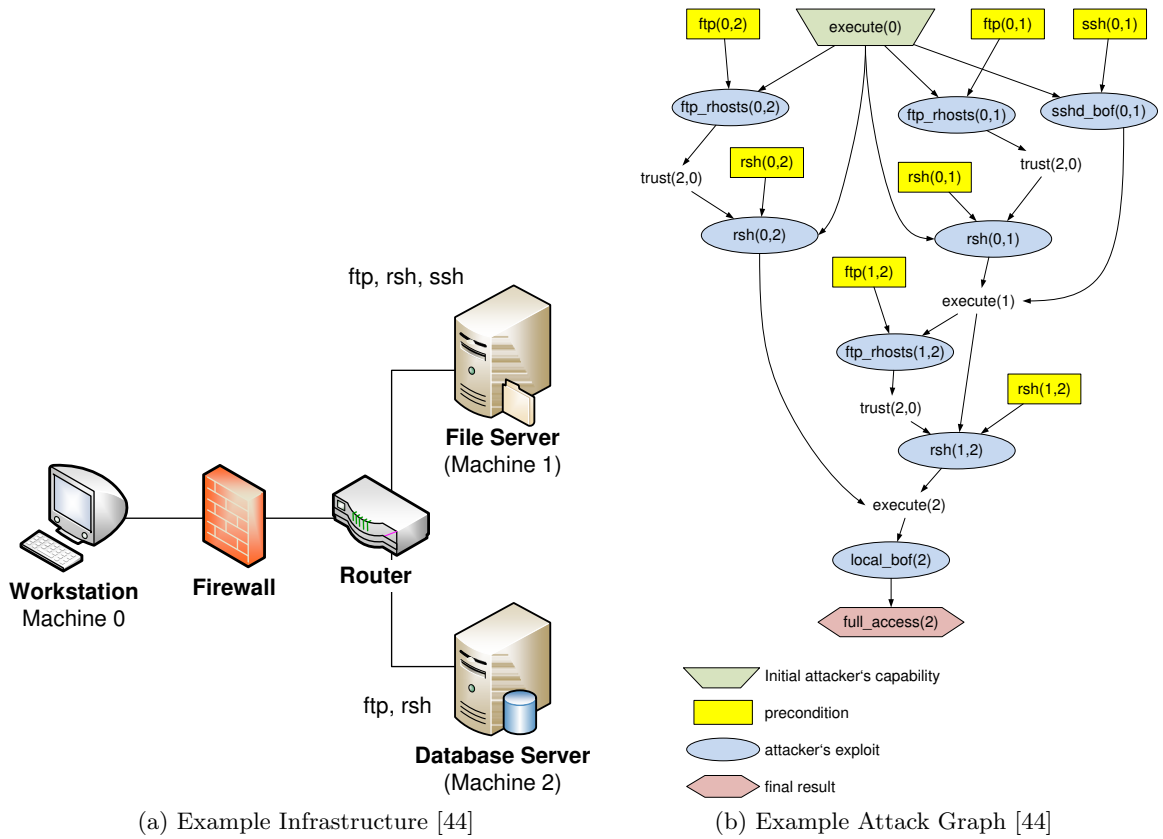 ftp, rsh, ssh
File Server
(Machine 1)
Workstation
Machine 0
Firewall
Router
ftp, rsh
Database Server
(Machine 2)
(a) Example Infrastructure [44]
ftp(0,2)
execute(0)
ftp(0,1)
ssh(0,1)
ftp_rhosts(0,2)
ftp_rhosts(0,1)
sshd_bof(0,1)
trust(2,0)
rsh(0,2)
rsh(0,1)
trust(2,0)
rsh(0,2)
rsh(0,1)
ftp(1,2)
execute(1)
ftp_rhosts(1,2)
trust(2,0)
rsh(1,2)
rsh(1,2)
execute(2)
local_bof(2)
full_access(2)
Initial attacker‘s capability
precondition
attacker‘s exploit
final result
(b) Example Attack Graph [44]